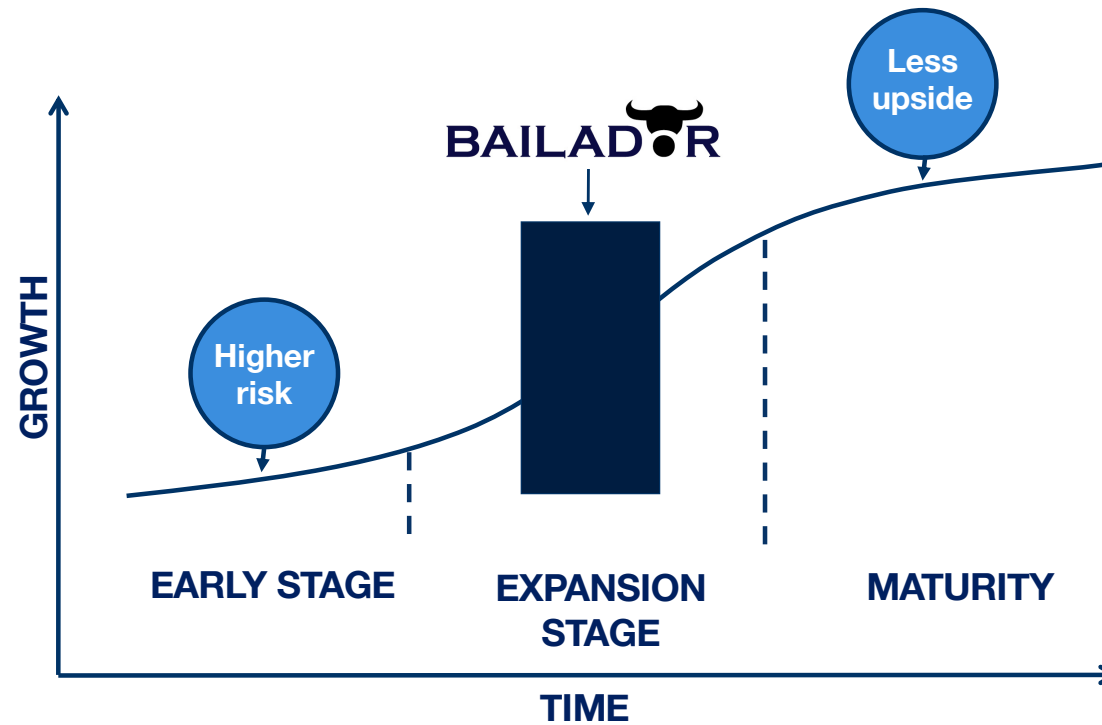 Less
upside
BAILADOR
GROWTH
Higher
risk
EARLY STAGE
EXPANSION
STAGE
MATURITY
TIME